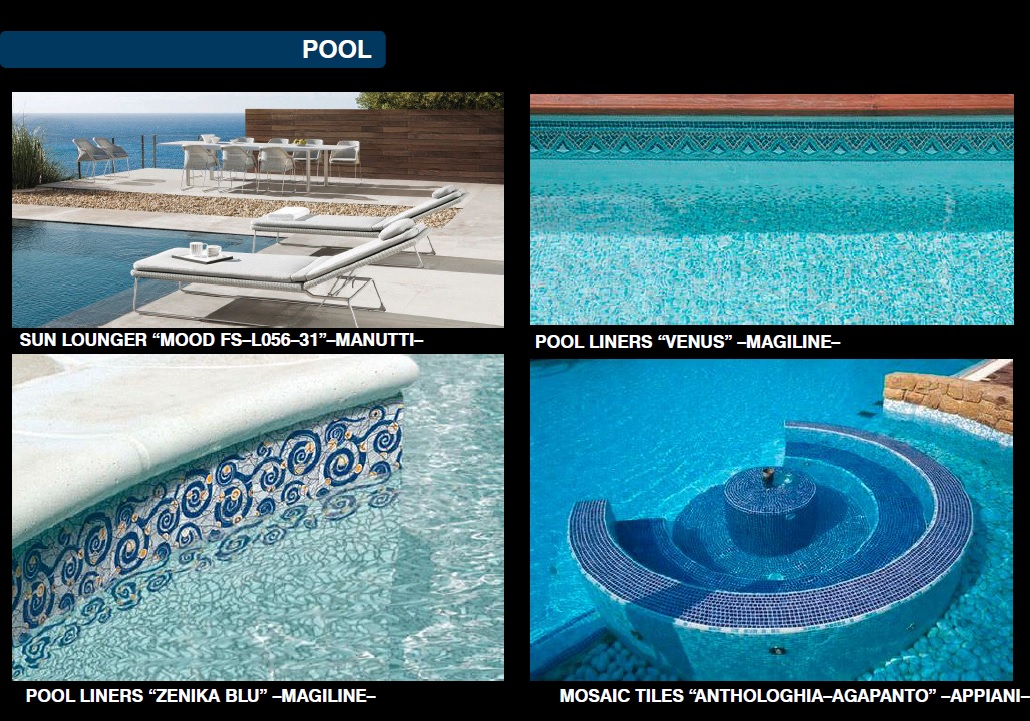 POOL
SUN LOUNGER “MOOD FS–L056–31”–MANUTTI–
POOL LINERS “VENUS” –MAGILINE–
POOL LINERS “ZENIKA BLU” –MAGILINE–
MOSAIC TILES “ANTHOLOGHIA–AGAPANTO” –APPIANI–